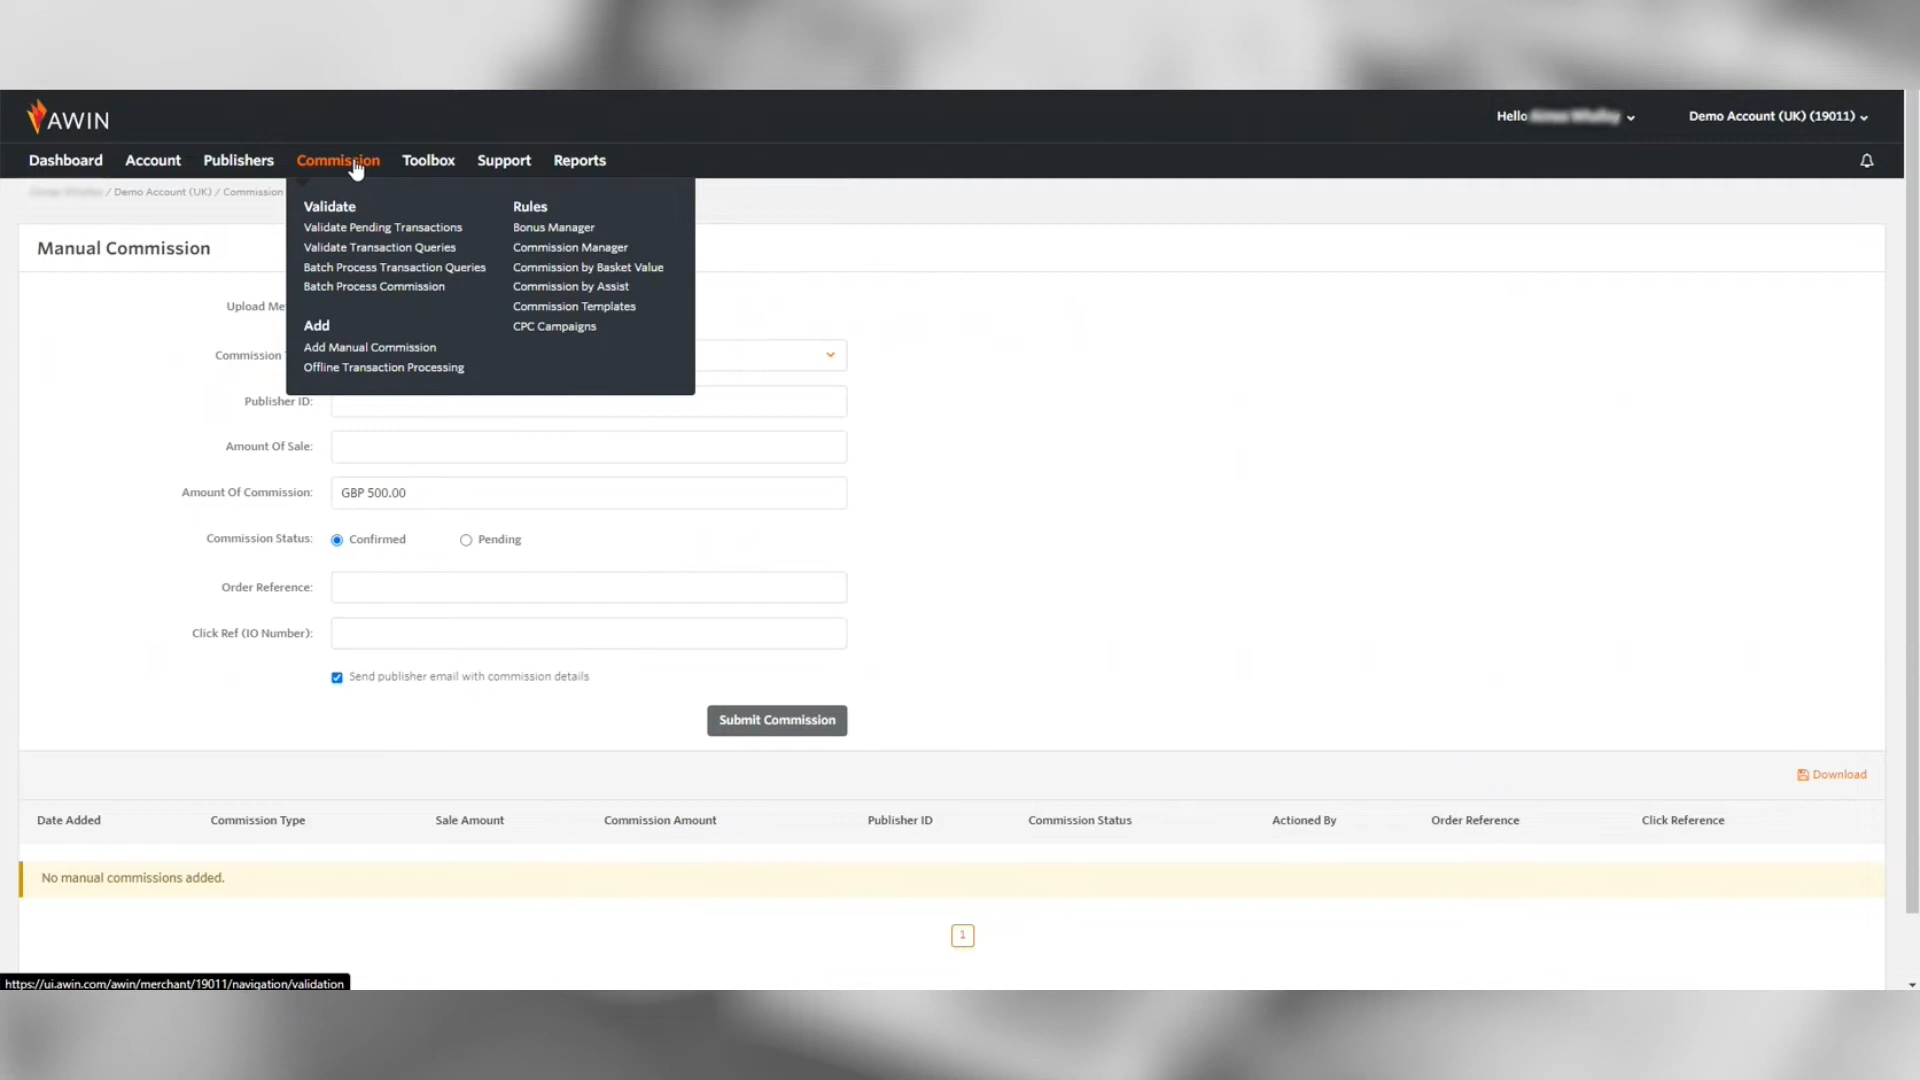 AWIN
Hello
Demo Account (UK) (19011)
Dashboard Account Publishers Commission Toolbox Support Reports
/ Demo Account (UK) / Commission
Validate
Validate Pending Transactions
Validate Transaction Queries
Batch Process Transaction Queries
Batch Process Commission
Add
Add Manual Commission
Offline Transaction Processing
Rules
Bonus Manager
Commission Manager
Commission by Basket Value
Commission by Assist
Commission Templates
CPC Campaigns
Manual Commission
Upload Me
Commission
Publisher ID:
Amount Of Sale:
Amount Of Commission: GBP 500.00
Commission Status: Confirmed Pending
Order Reference:
Click Ref (IO Number):
Send publisher email with commission details
Submit Commission
Download
Date Added Commission Type Sale Amount Commission Amount Publisher ID Commission Status Actioned By Order Reference Click Reference
No manual commissions added.
1
https://ui.awin.com/awin/merchant/19011/navigation/validation